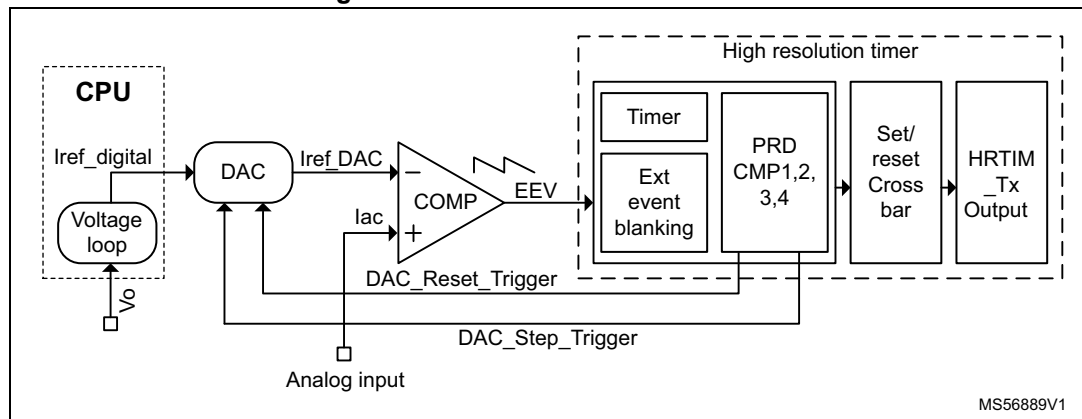 High resolution timer
CPU
Iref_digital
Voltage
loop
Vo
DAC
Iref_DAC
Iac
−
+
COMP
EEV
Timer
Ext
event
blanking
PRD
CMP1,2,
3,4
Set/
reset
Cross
bar
HRTIM
_Tx
Output
DAC_Reset_Trigger
DAC_Step_Trigger
Analog input
MS56889V1